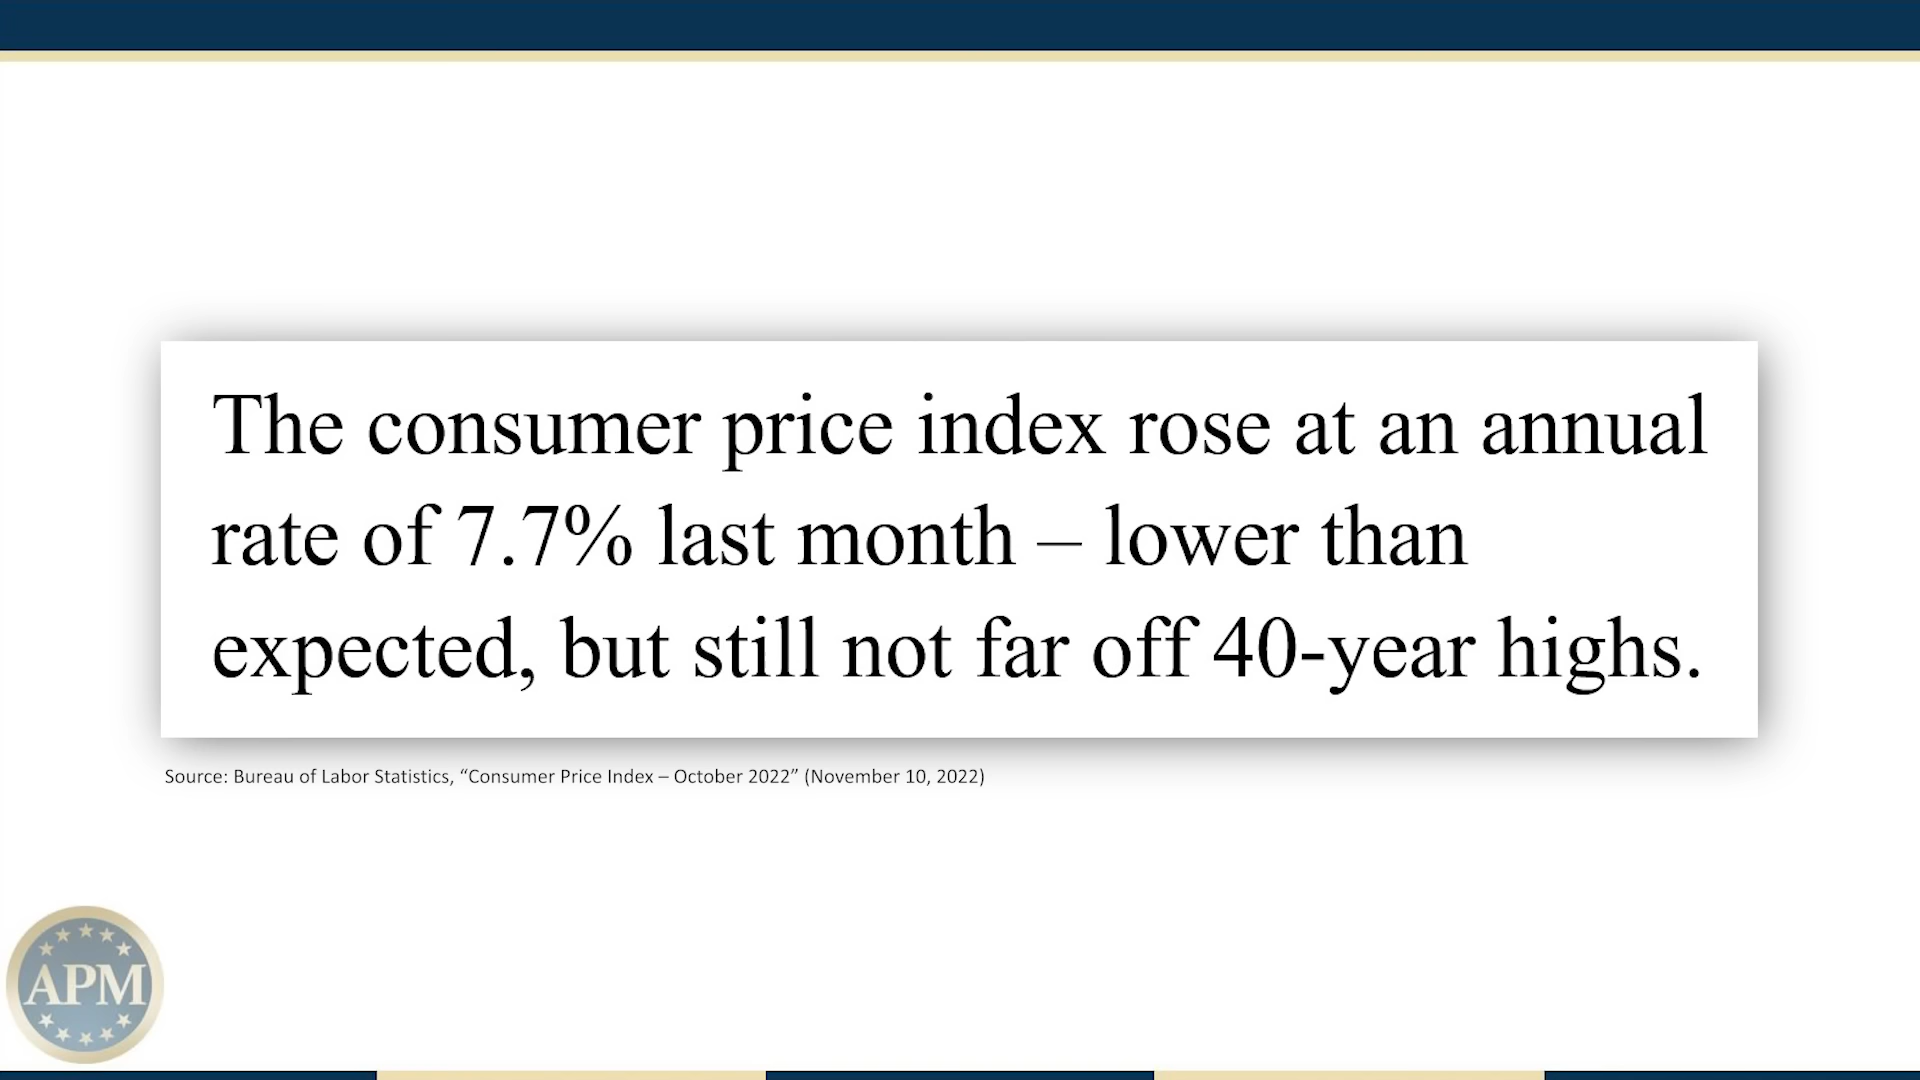 The consumer price index rose at an annual
rate of 7.7% last month – lower than
expected, but still not far off 40-year highs.
Source: Bureau of Labor Statistics, “Consumer Price Index – October 2022” (November 10, 2022)
APM